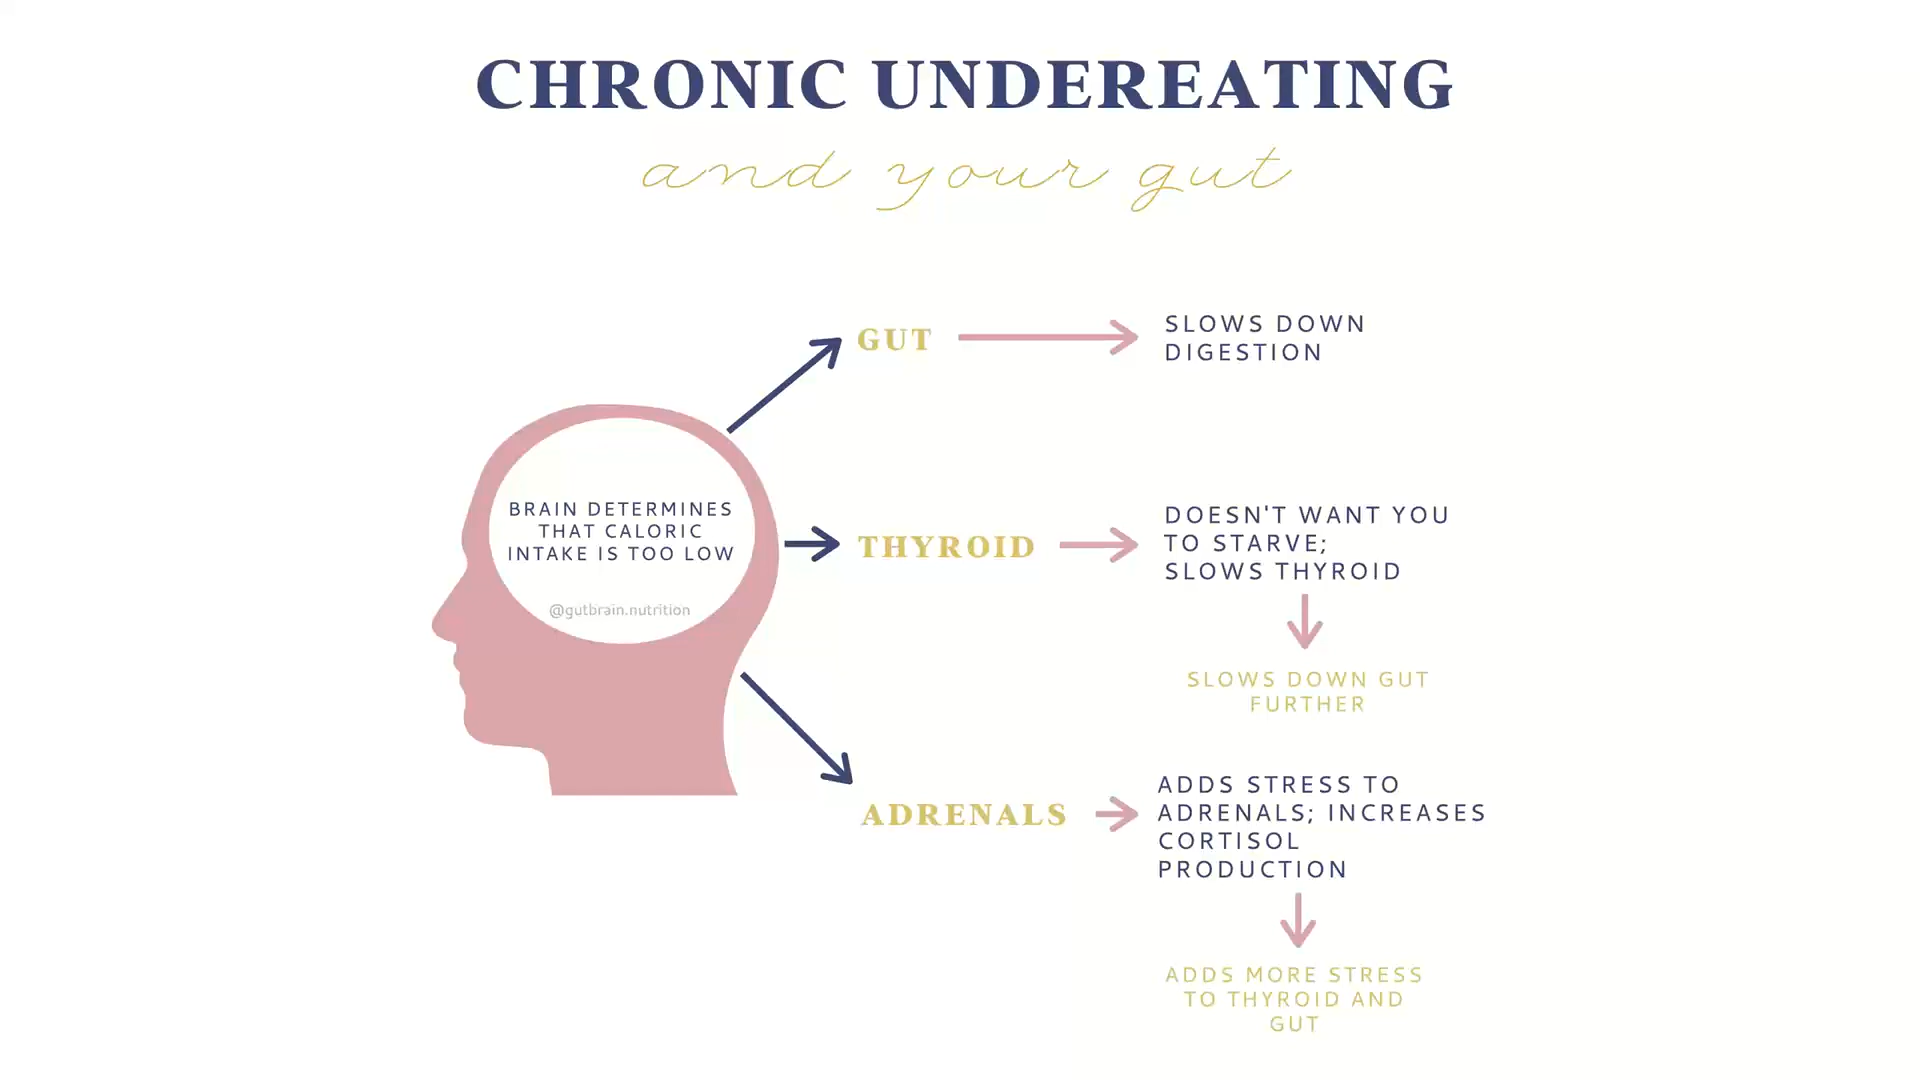 CHRONIC UNDEREATING
and your gut
GUT
SLOWS DOWN
DIGESTION
BRAIN DETERMINES
THAT CALORIC
INTAKE IS TOO LOW
@gutbrain.nutrition
THYROID
DOESN'T WANT YOU
TO STARVE;
SLOWS THYROID
SLOWS DOWN GUT
FURTHER
ADRENALS
ADDS STRESS TO
ADRENALS; INCREASES
CORTISOL
PRODUCTION
ADDS MORE STRESS
TO THYROID AND
GUT